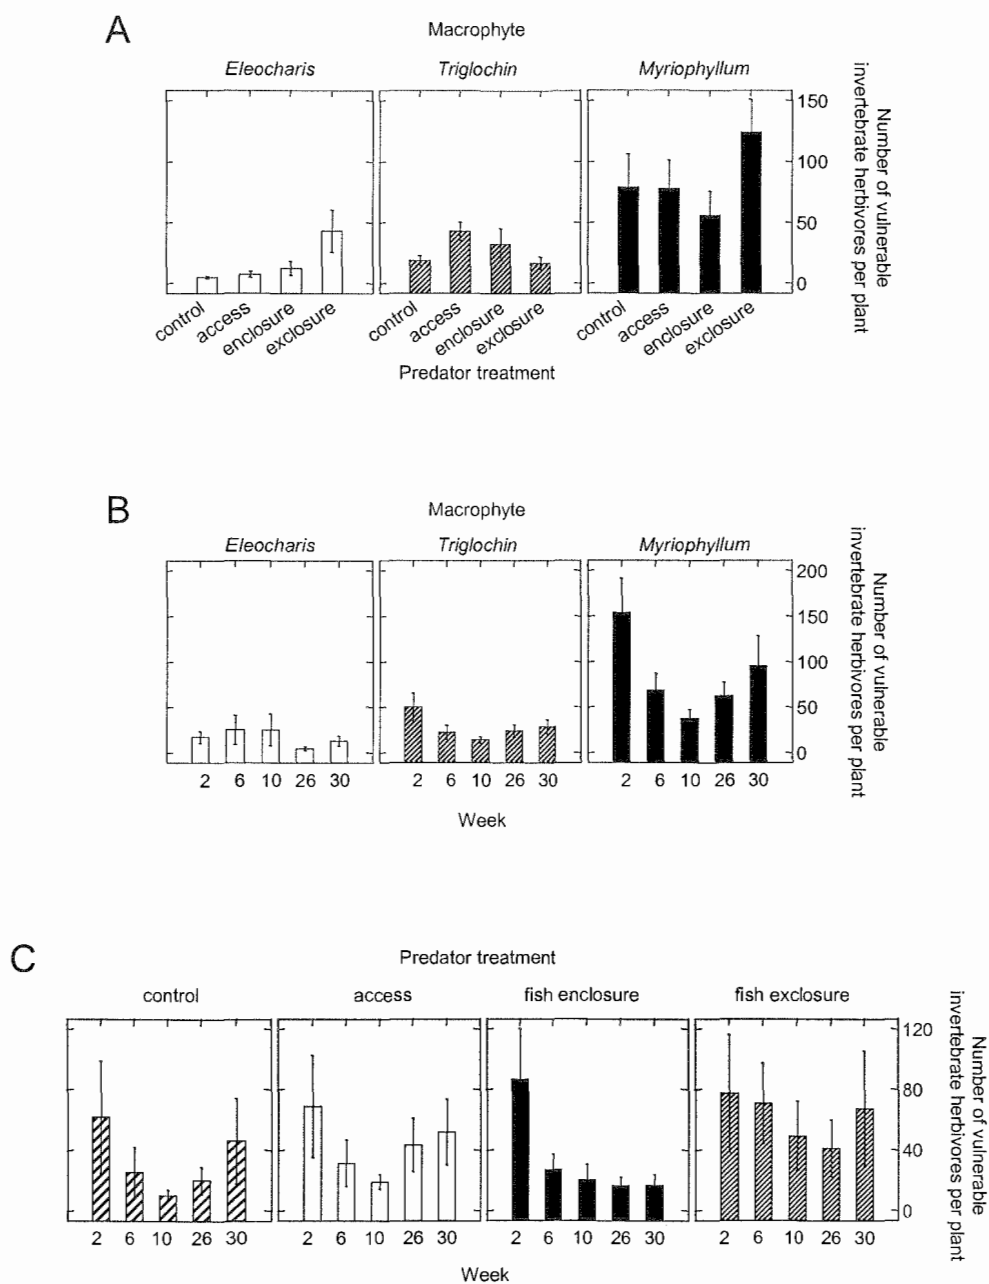 A
Macrophyte
Eleocharis Triglochin Myriophyllum
150
100
50
0
Number of vulnerable
invertebrate herbivores per plant
control access enclosure exclosure control access enclosure exclosure control access enclosure exclosure
Predator treatment
B
Macrophyte
Eleocharis Triglochin Myriophyllum
200
150
100
50
0
Number of vulnerable
invertebrate herbivores per plant
2 6 10 26 30 2 6 10 26 30 2 6 10 26 30
Week
C
Predator treatment
control access fish enclosure fish exclosure
120
80
40
0
Number of vulnerable
invertebrate herbivores per plant
2 6 10 26 30 2 6 10 26 30 2 6 10 26 30 2 6 10 26 30
Week